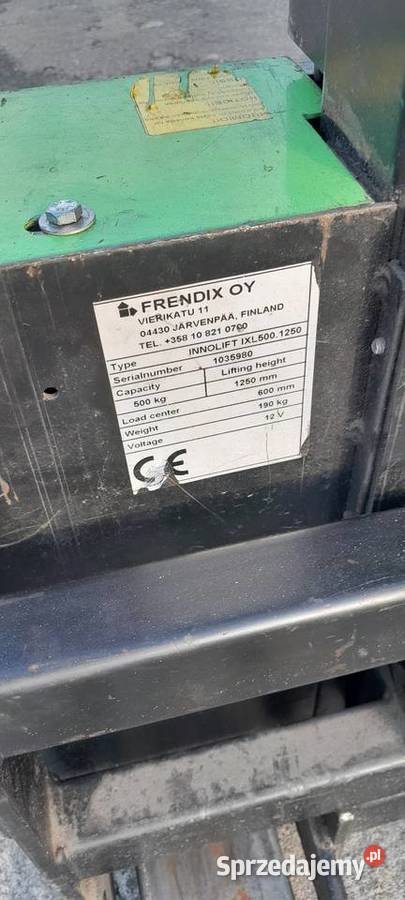 FRENDIX OY
VIERIKATU 11
04430 JÄRVENPÄÄ, FINLAND
TEL. +358 10 821 0700
Type INNOLIFT IXL500.1250
Serialnumber 1035980
Capacity Lifting height
500 kg 1250 mm
Load center 600 mm
Weight 190 kg
Voltage 12 V
CE
Sprzedajemy.pl